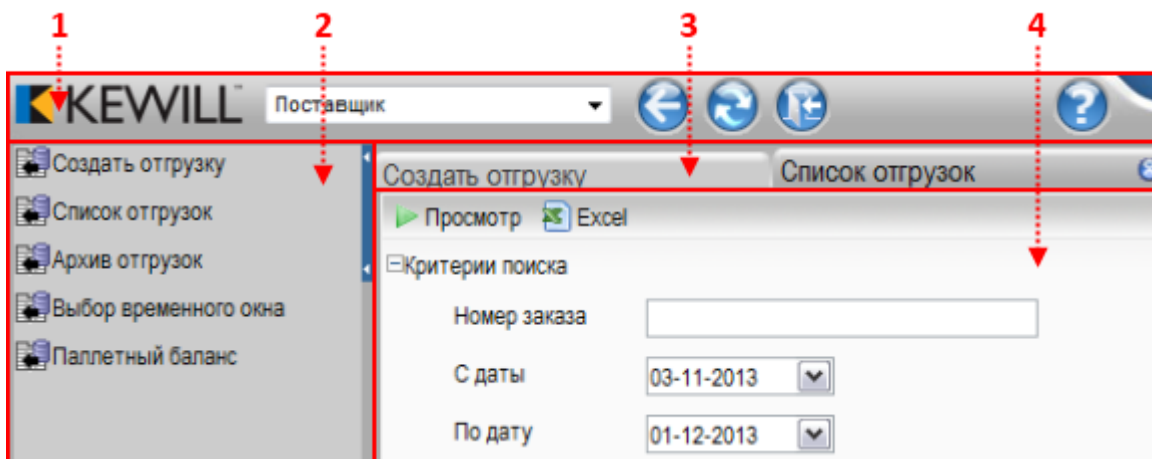 1 2 3 4
KEWILL™ Поставщик ?
Создать отгрузку
Список отгрузок
Архив отгрузок
Выбор временного окна
Паллетный баланс
Создать отгрузку Список отгрузок
Просмотр Excel
Критерии поиска
Номер заказа
С даты 03-11-2013
По дату 01-12-2013